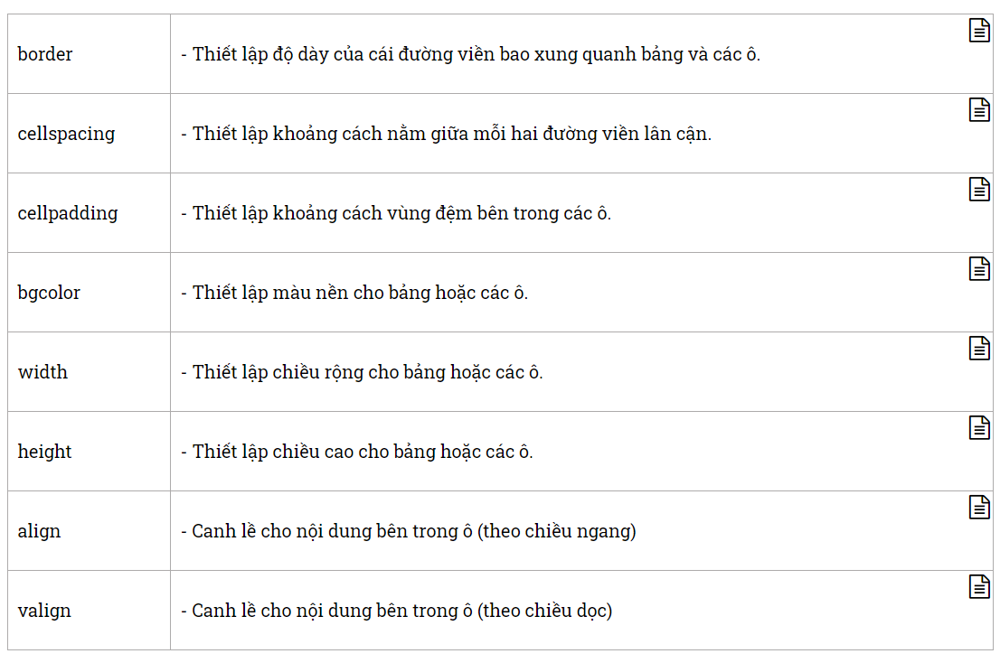 border - Thiết lập độ dày của cái đường viền bao xung quanh bảng và các ô.
cellspacing - Thiết lập khoảng cách nằm giữa mỗi hai đường viền lân cận.
cellpadding - Thiết lập khoảng cách vùng đệm bên trong các ô.
bgcolor - Thiết lập màu nền cho bảng hoặc các ô.
width - Thiết lập chiều rộng cho bảng hoặc các ô.
height - Thiết lập chiều cao cho bảng hoặc các ô.
align - Canh lề cho nội dung bên trong ô (theo chiều ngang)
valign - Canh lề cho nội dung bên trong ô (theo chiều dọc)